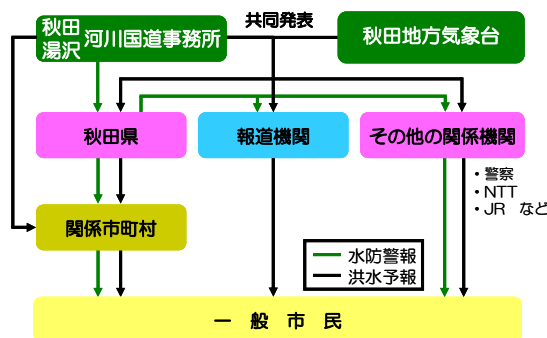 共同発表
秋田
湯沢
河川国道事務所
秋田地方気象台
秋田県
報道機関
その他の関係機関
・警察
・NTT
・JR など
関係市町村
水防警報
洪水予報
一 般 市 民